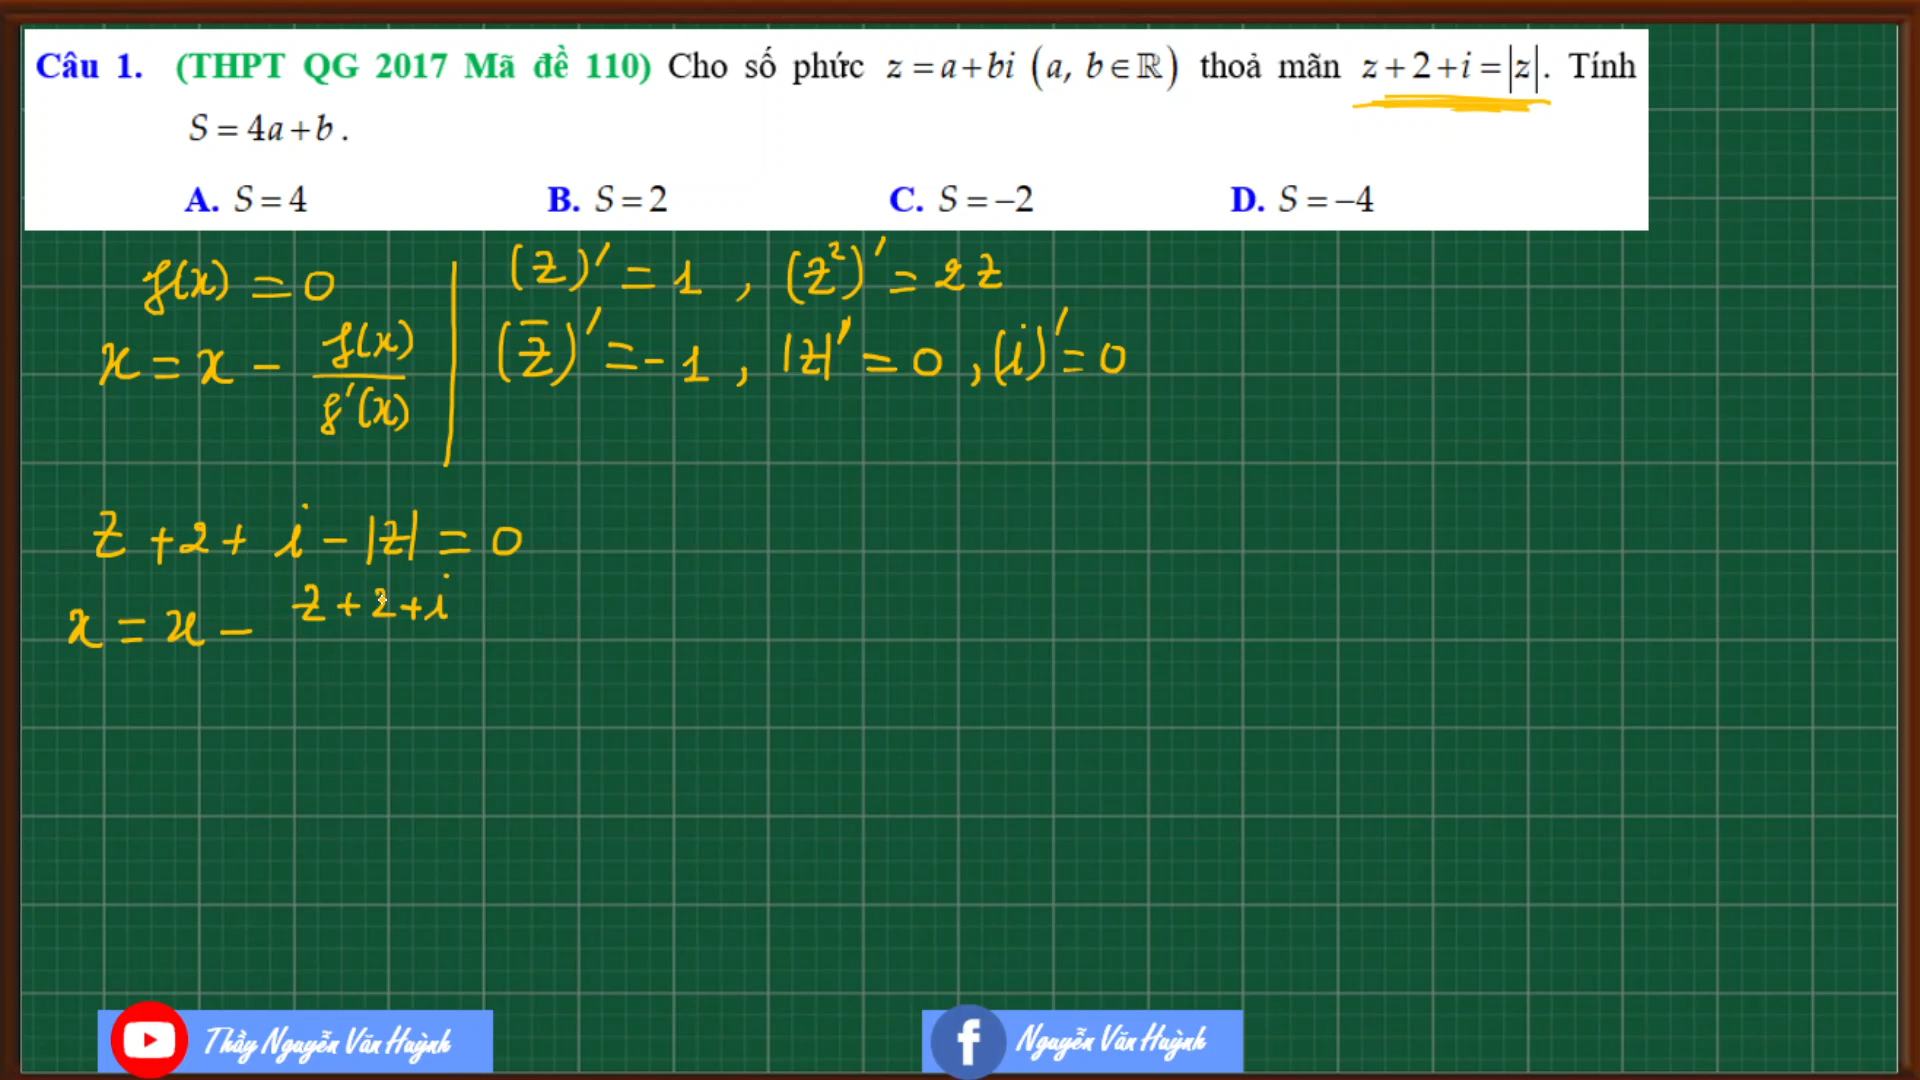 Câu 1. (THPT QG 2017 Mã đề 110) Cho số phức z = a + bi (a, b ∈ ℝ) thoả mãn z + 2 + i = |z|. Tính
S = 4a + b.
A. S = 4 B. S = 2 C. S = −2 D. S = −4
f(x) = 0
x = x − f(x)/f'(x)
(z)' = 1 , (z²)' = 2z
(z̄)' = −1 , |z|' = 0 , (i)' = 0
z + 2 + i − |z| = 0
x = x − z + 2 + i
Thầy Nguyễn Văn Huỳnh
f Nguyễn Văn Huỳnh